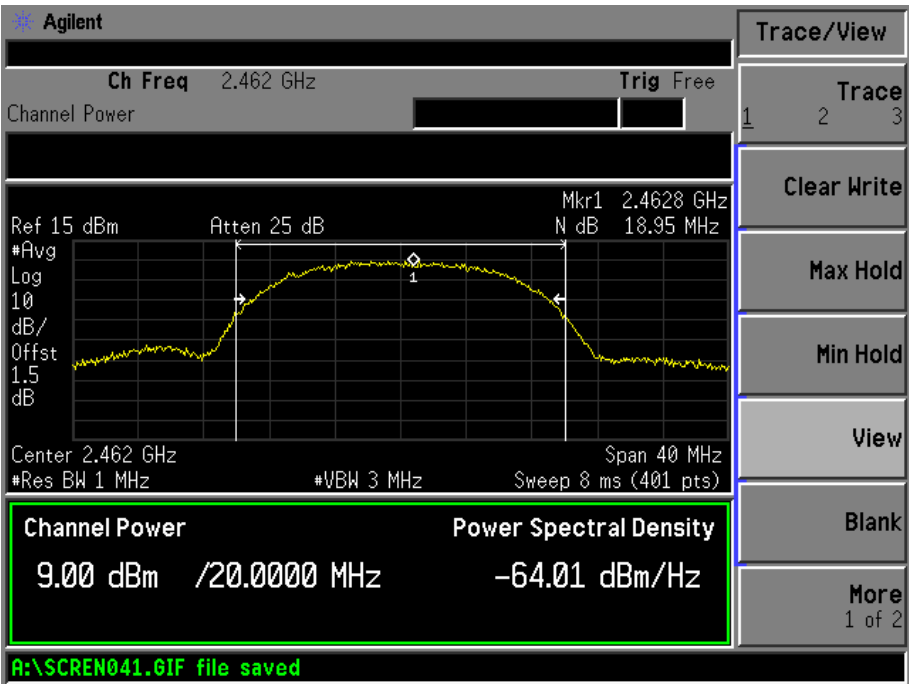 Agilent
Ch Freq 2.462 GHz Trig Free
Channel Power
Mkr1 2.4628 GHz
Ref 15 dBm Atten 25 dB N dB 18.95 MHz
#Avg
Log
10
dB/
Offst
1.5
dB
1
Center 2.462 GHz Span 40 MHz
#Res BW 1 MHz #VBW 3 MHz Sweep 8 ms (401 pts)
Channel Power Power Spectral Density
9.00 dBm /20.0000 MHz -64.01 dBm/Hz
A:\SCREN041.GIF file saved
Trace/View
Trace
1 2 3
Clear Write
Max Hold
Min Hold
View
Blank
More
1 of 2